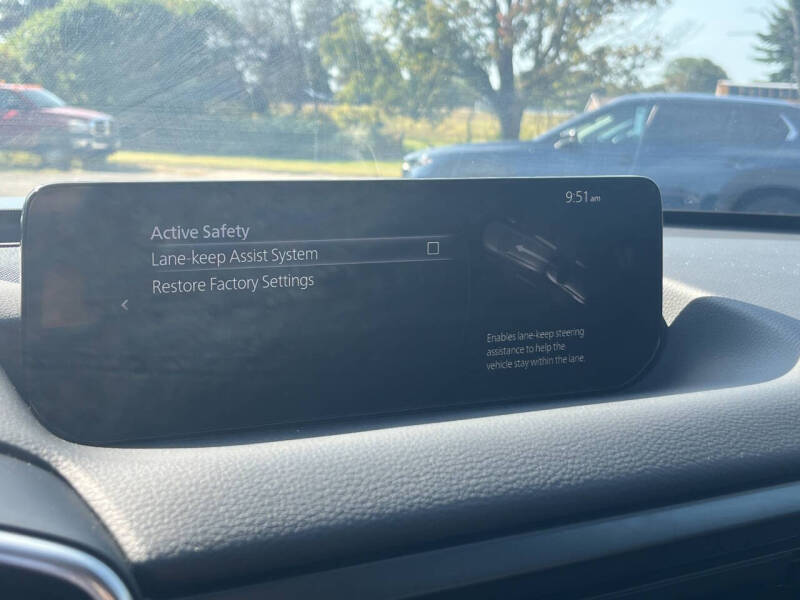 9:51 am
Active Safety
Lane-keep Assist System
Restore Factory Settings
Enables lane-keep steering
assistance to help the
vehicle stay within the lane.